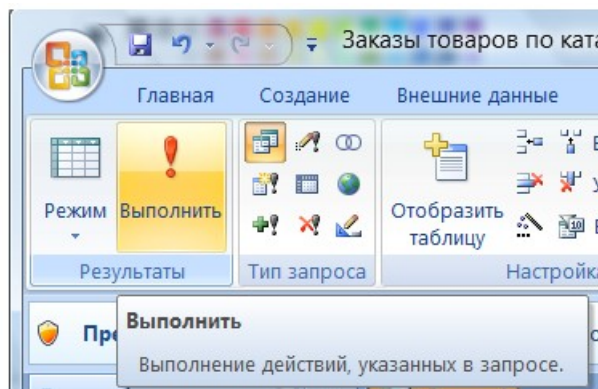 Заказы товаров по ката
Главная Создание Внешние данные
Режим Выполнить Отобразить таблицу
Результаты Тип запроса Настройка
Выполнить
Выполнение действий, указанных в запросе.